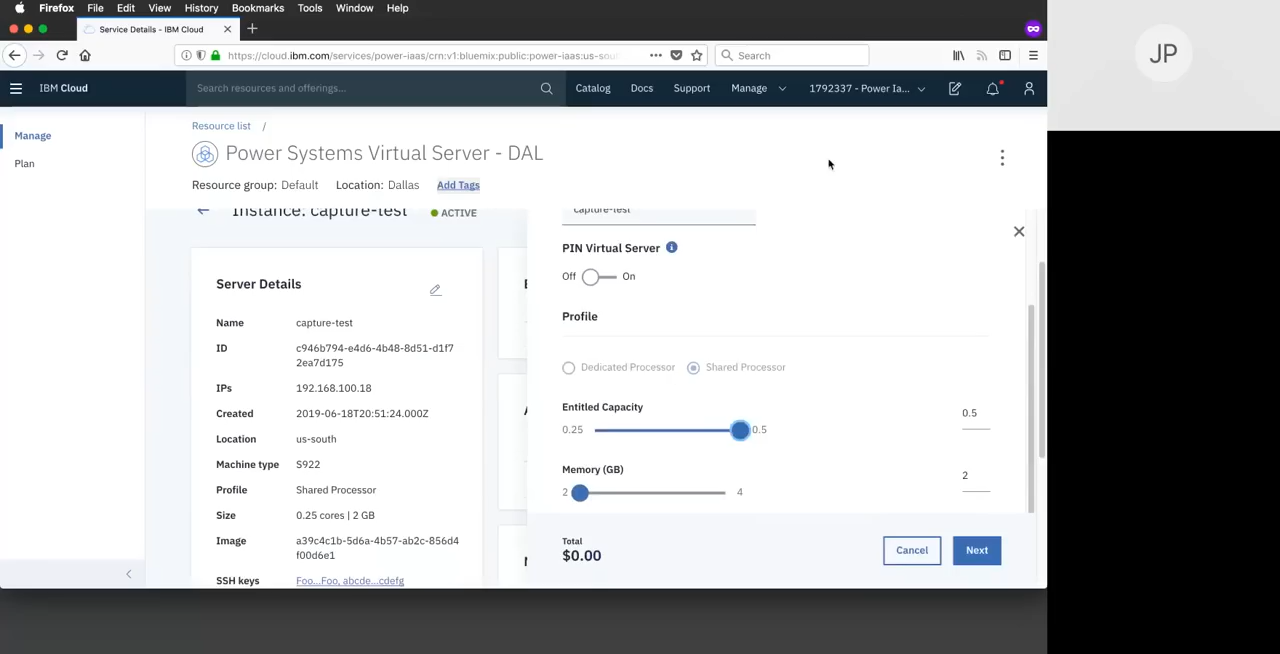 Firefox File Edit View History Bookmarks Tools Window Help
Service Details - IBM Cloud
https://cloud.ibm.com/services/power-iaas/crn:v1:bluemix:public:power-iaas:us-sou
Search
IBM Cloud
Search resources and offerings...
Catalog Docs Support Manage 1792337 - Power Ia...
JP
Manage
Plan
Resource list /
Power Systems Virtual Server - DAL
Resource group: Default Location: Dallas Add Tags
Instance: capture-test ACTIVE
Server Details
Name capture-test
ID c946b794-e4d6-4b48-8d51-d1f7
2ea7d175
IPs 192.168.100.18
Created 2019-06-18T20:51:24.000Z
Location us-south
Machine type S922
Profile Shared Processor
Size 0.25 cores | 2 GB
Image a39c4c1b-5d6a-4b57-ab2c-856d4
f00d6e1
SSH keys Foo...Foo, abcde...cdefg
capture-test
PIN Virtual Server
Off On
Profile
Dedicated Processor Shared Processor
Entitled Capacity
0.25 0.5 0.5
Memory (GB)
2 4 2
Total
$0.00
Cancel Next